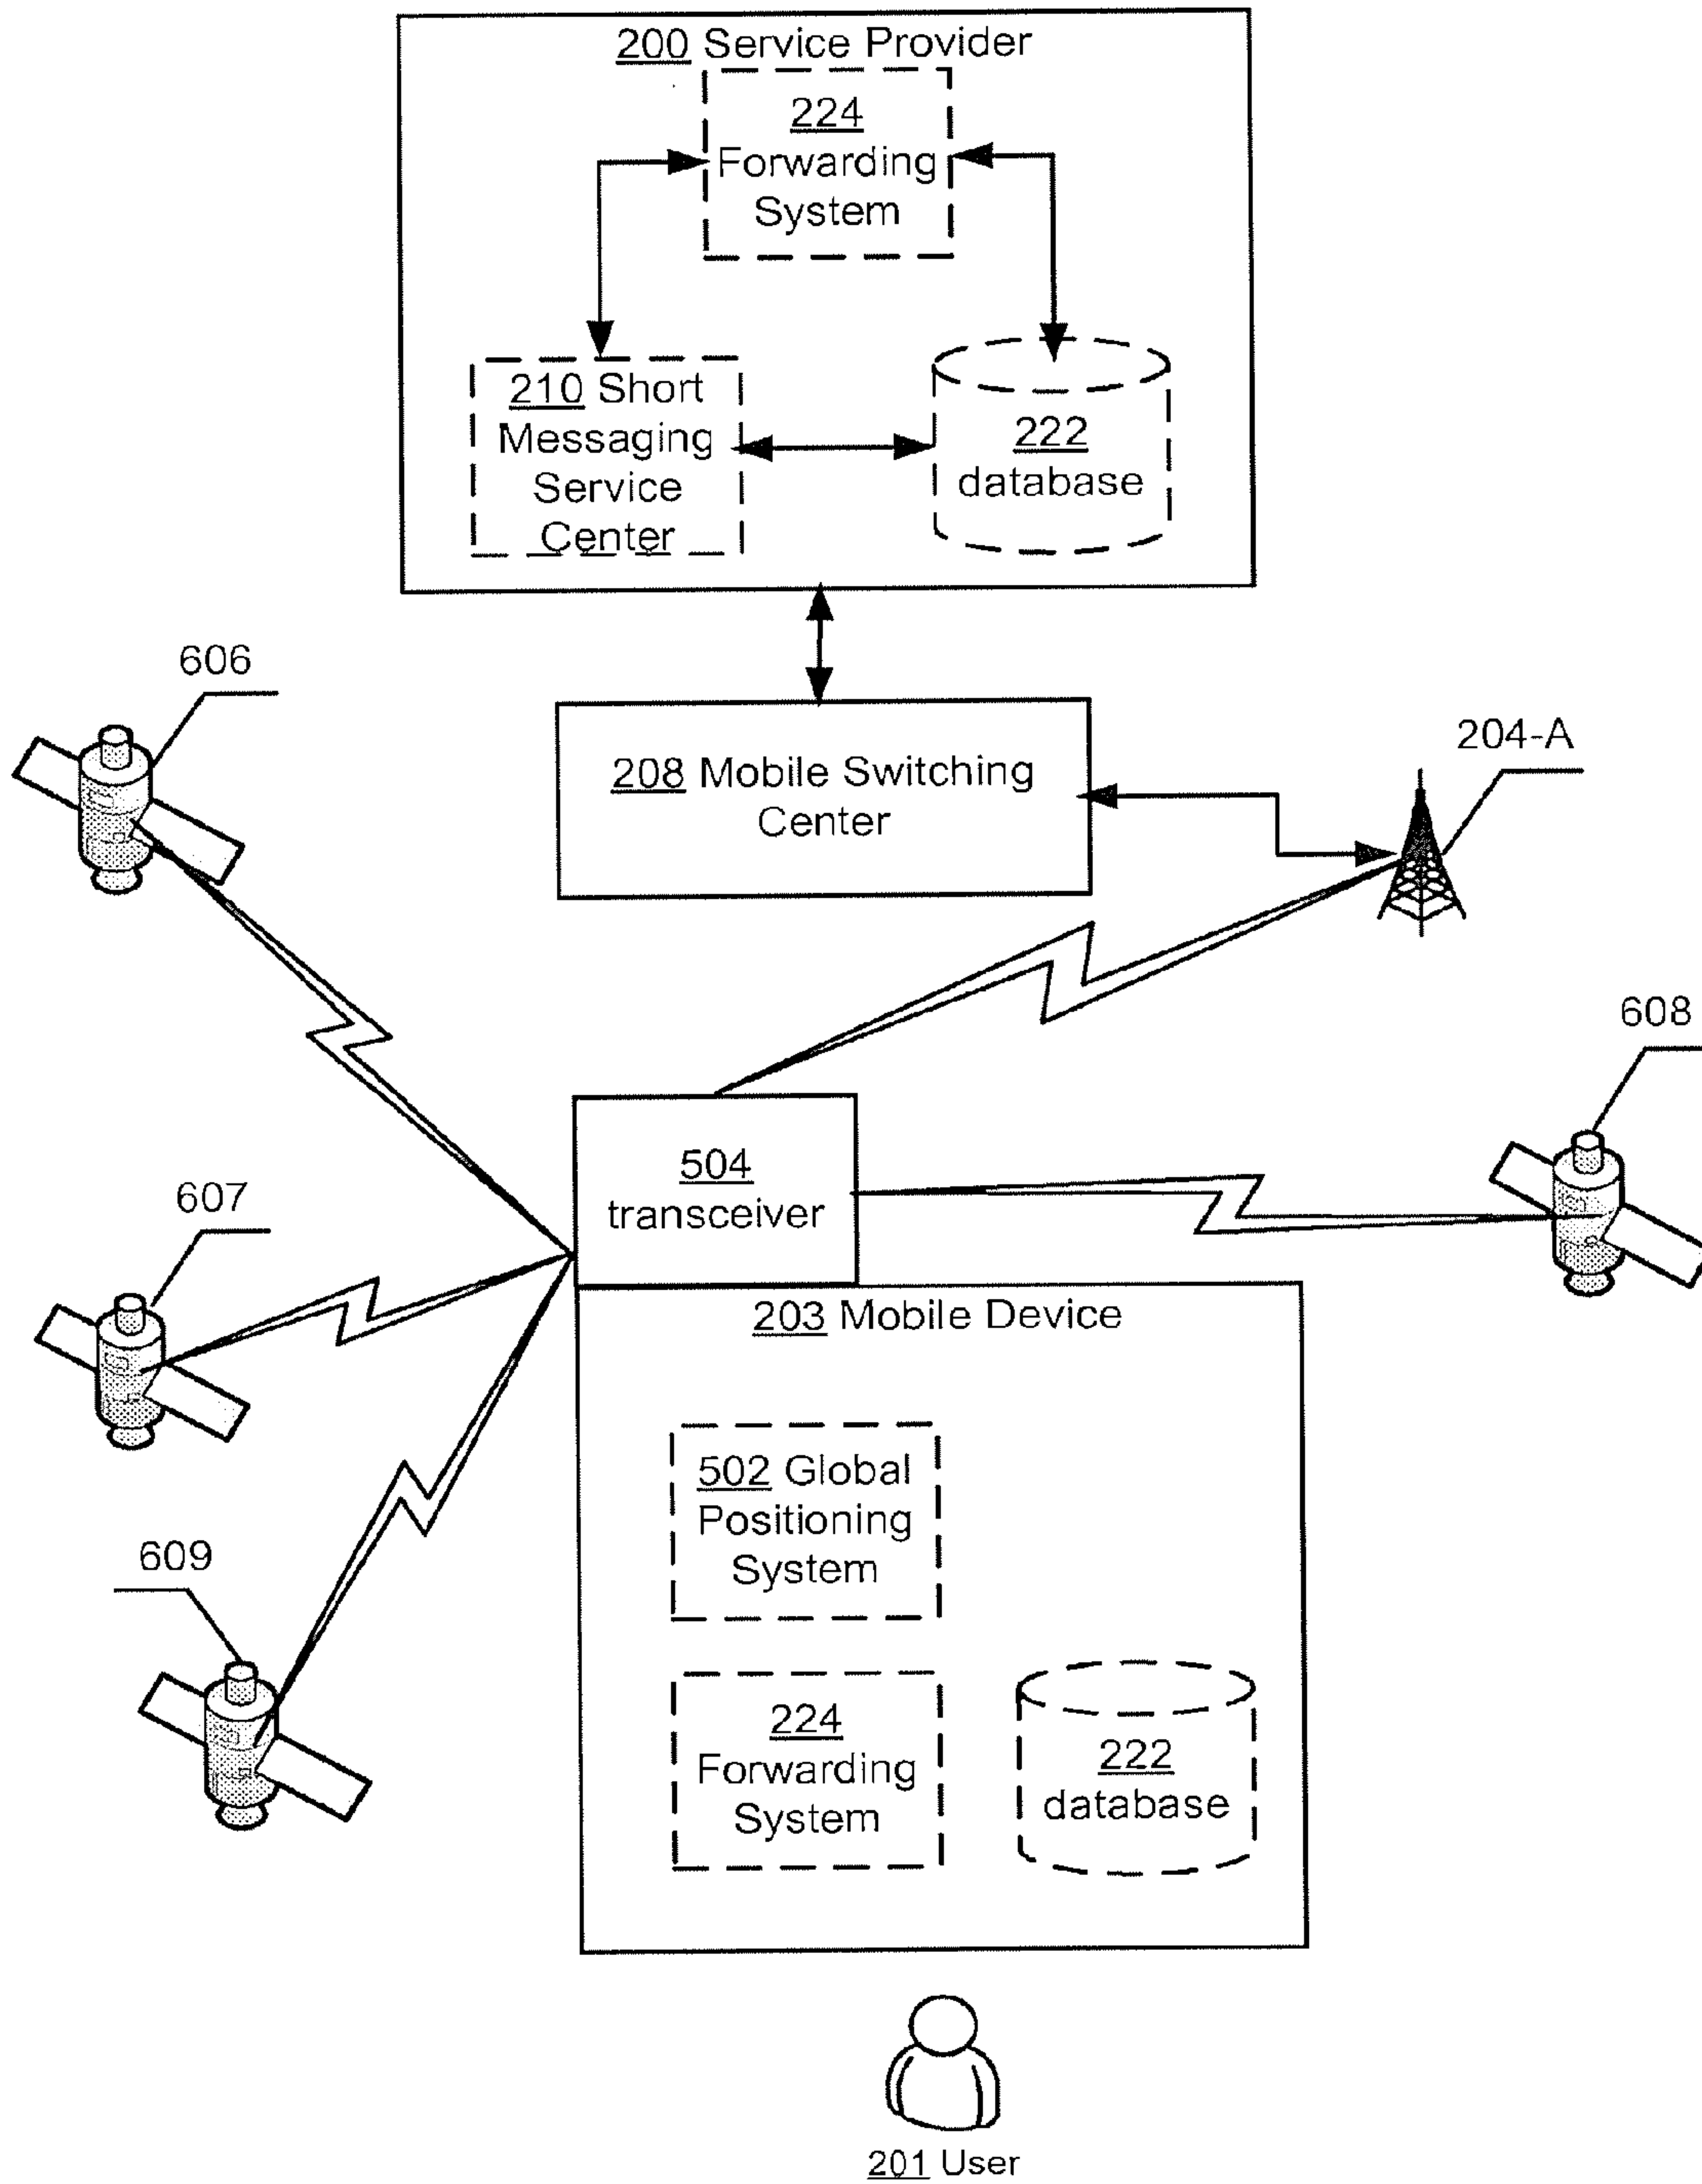 200 Service Provider
224
Forwarding
System
210 Short
Messaging
Service
Center
222
database
606
208 Mobile Switching
Center
204-A
608
504
transceiver
607
203 Mobile Device
502 Global
Positioning
System
609
224
Forwarding
System
222
database
201 User